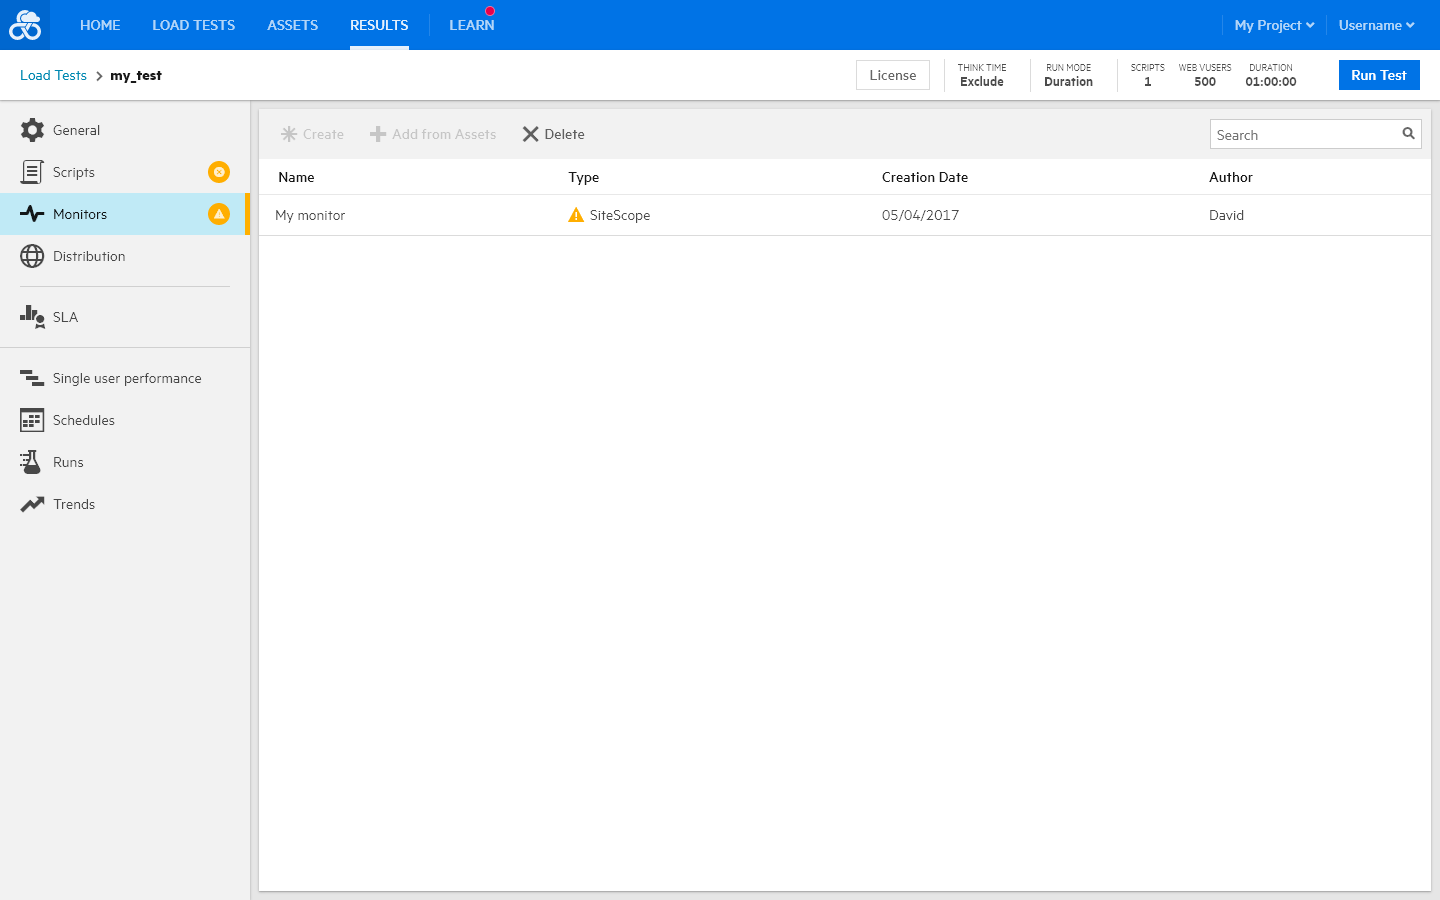 HOME LOAD TESTS ASSETS RESULTS LEARN My Project Username
Load Tests my_test License THINK TIME Exclude RUN MODE Duration SCRIPTS 1 WEB VUSERS 500 DURATION 01:00:00 Run Test
General
Scripts
Monitors
Distribution
SLA
Single user performance
Schedules
Runs
Trends
Create Add from Assets Delete Search
Name Type Creation Date Author
My monitor SiteScope 05/04/2017 David